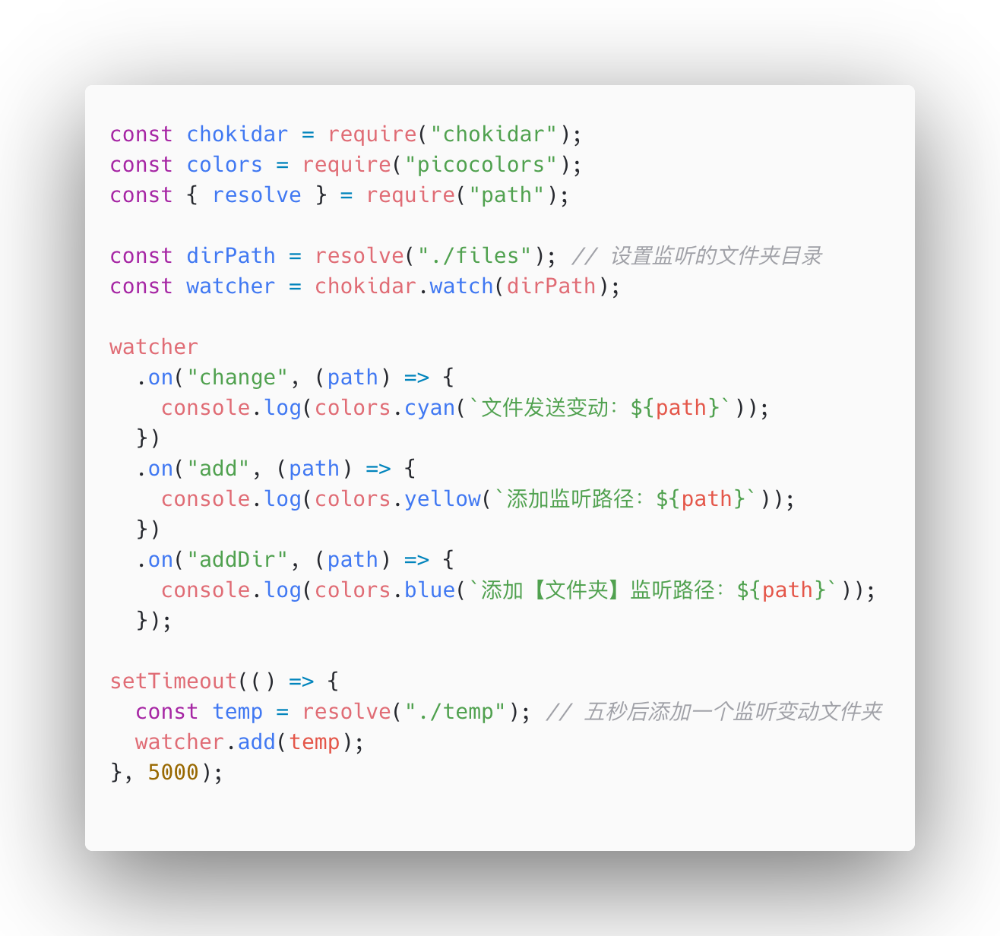 const chokidar = require("chokidar");
const colors = require("picocolors");
const { resolve } = require("path");
const dirPath = resolve("./files"); // 设置监听的文件夹目录
const watcher = chokidar.watch(dirPath);
watcher
  .on("change", (path) => {
    console.log(colors.cyan(`文件发送变动：${path}`));
  })
  .on("add", (path) => {
    console.log(colors.yellow(`添加监听路径：${path}`));
  })
  .on("addDir", (path) => {
    console.log(colors.blue(`添加【文件夹】监听路径：${path}`));
  });
setTimeout(() => {
  const temp = resolve("./temp"); // 五秒后添加一个监听变动文件夹
  watcher.add(temp);
}, 5000);